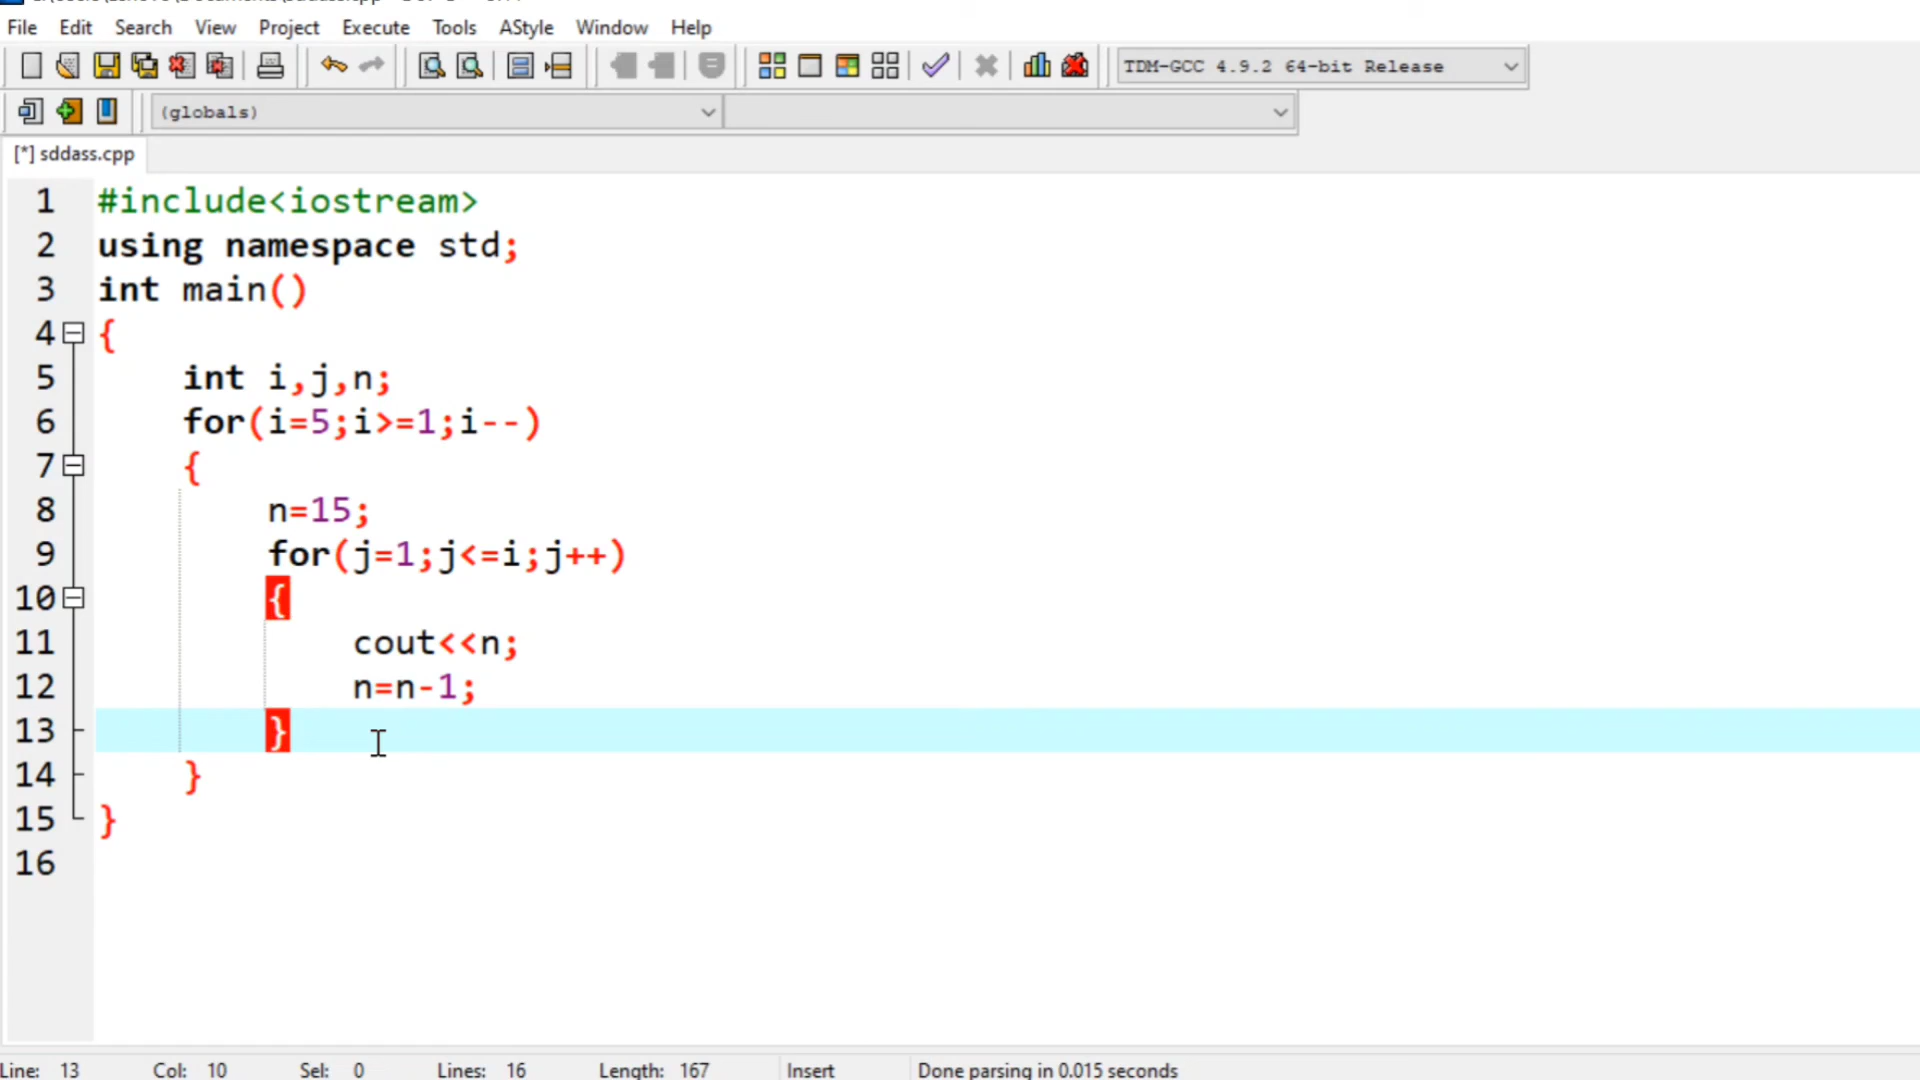 File Edit Search View Project Execute Tools AStyle Window Help
TDM-GCC 4.9.2 64-bit Release
(globals)
[*] sddass.cpp
1 #include<iostream>
2 using namespace std;
3 int main()
4 {
5 int i,j,n;
6 for(i=5;i>=1;i--)
7 {
8 n=15;
9 for(j=1;j<=i;j++)
10 {
11 cout<<n;
12 n=n-1;
13 }
14 }
15 }
16
Line: 13 Col: 10 Sel: 0 Lines: 16 Length: 167 Insert Done parsing in 0.015 seconds